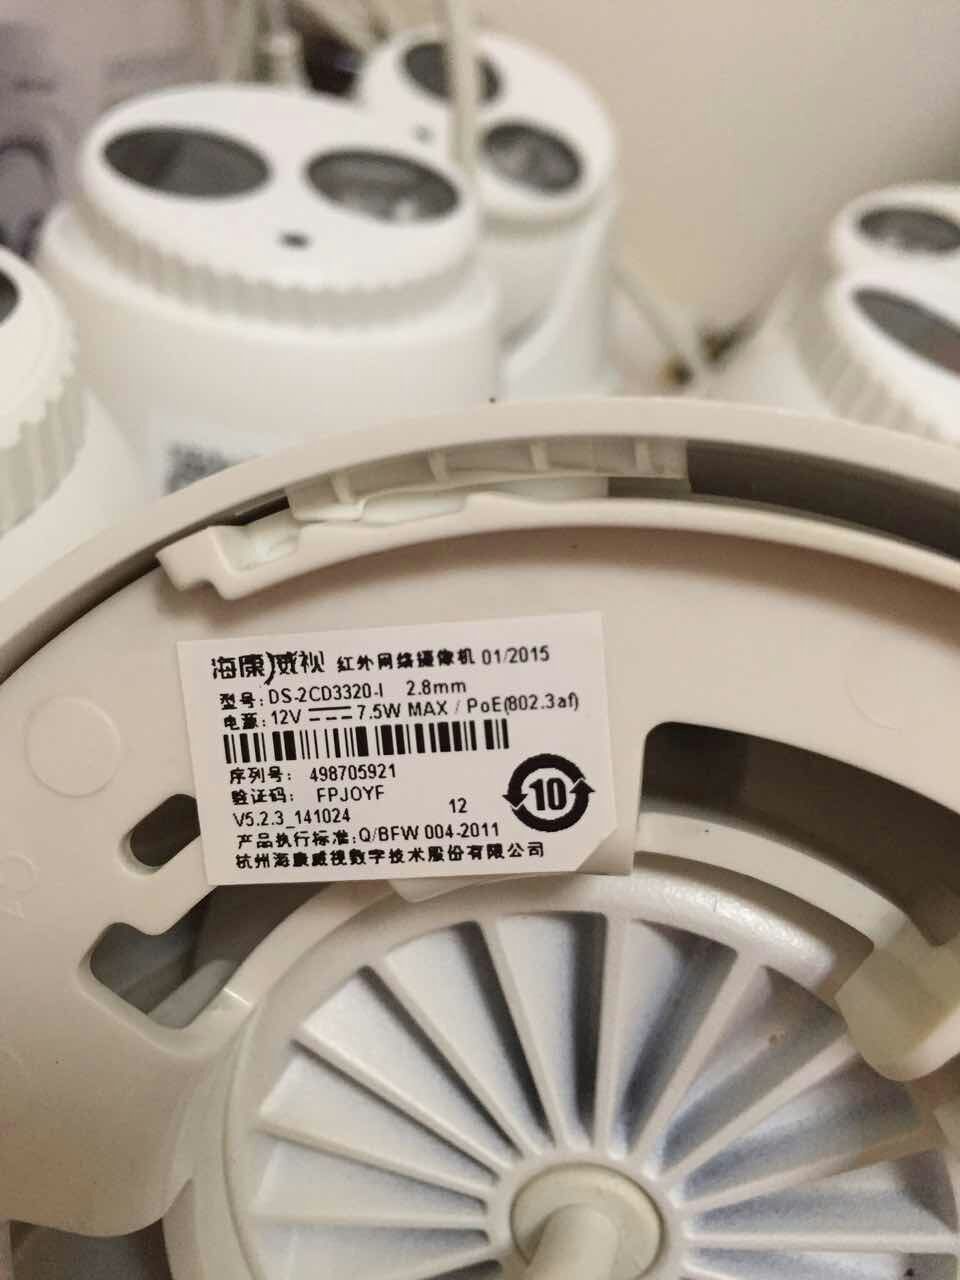 海康威视 红外网络摄像机 01/2015
型号: DS-2CD3320-I 2.8mm
电源: 12V 7.5W MAX / PoE(802.3af)
序列号: 498705921
验证码: FPJOYF
V5.2.3_141024 12
10
产品执行标准:Q/BFW 004-2011
杭州海康威视数字技术股份有限公司